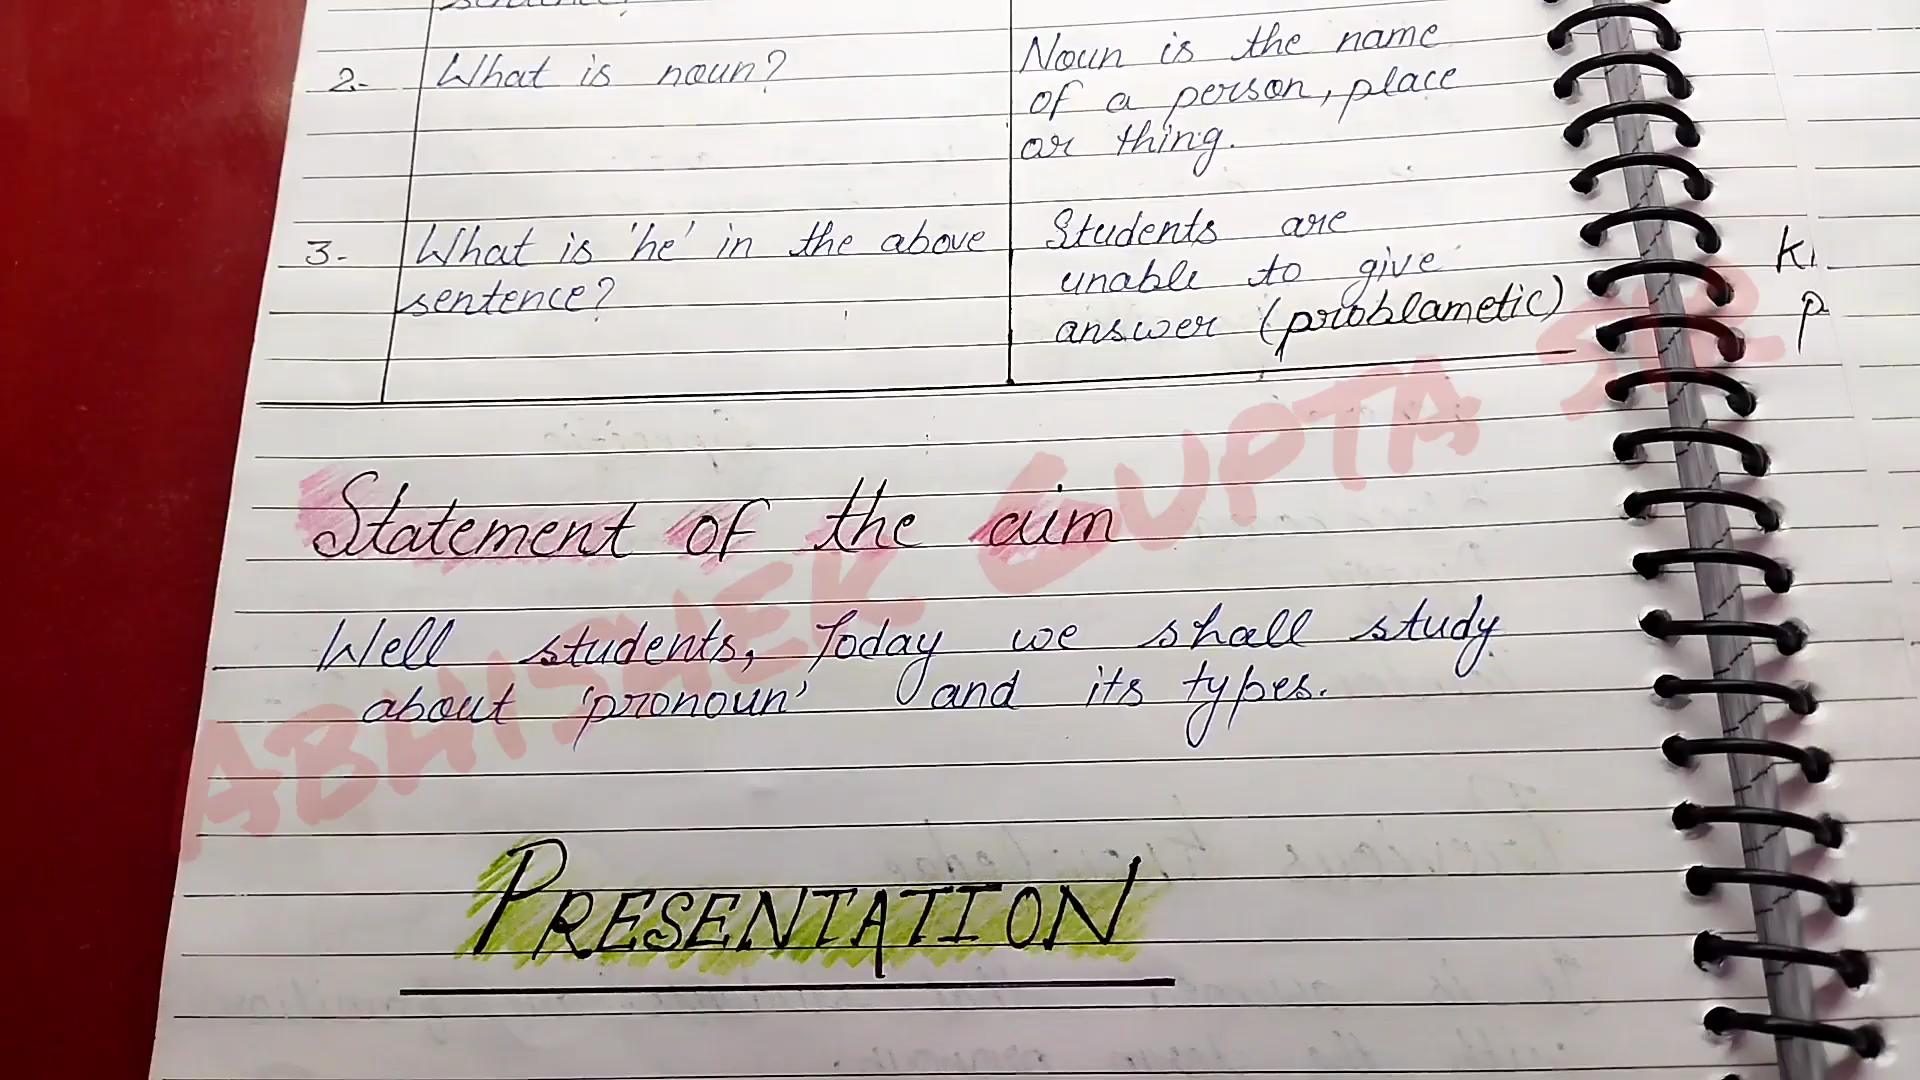 2. What is noun?
Noun is the name
of a person, place
or thing.
3. What is 'he' in the above
sentence?
Students are
unable to give
answer (problametic)
Statement of the aim
Well students, Today we shall study
about 'pronoun' and its types.
PRESENTATION
ABHISHEK GUPTA SIR